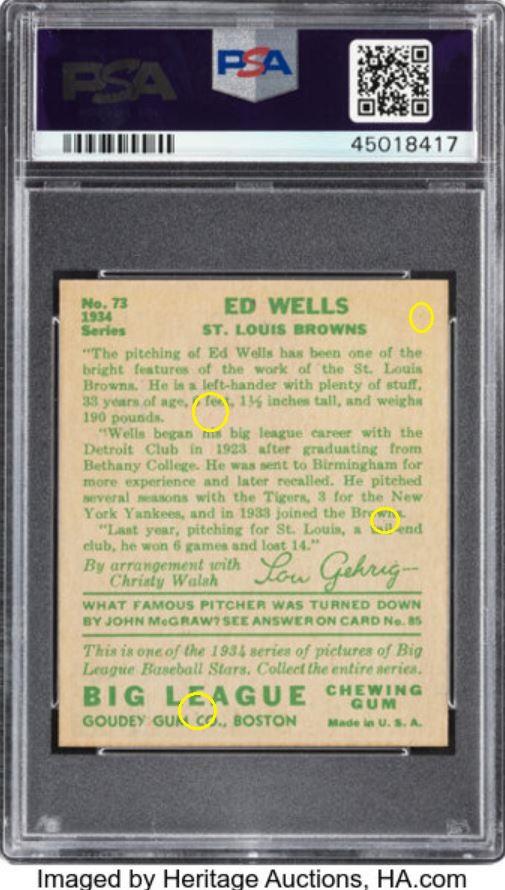 PSA
PSA
45018417
No. 73
1934
Series
ED WELLS
ST. LOUIS BROWNS
"The pitching of Ed Wells has been one of the
bright features of the work of the St. Louis
Browns. He is a left-hander with plenty of stuff,
33 years of age, 6 feet, 1½ inches tall, and weighs
190 pounds.
"Wells began his big league career with the
Detroit Club in 1923 after graduating from
Bethany College. He was sent to Birmingham for
more experience and later recalled. He pitched
several seasons with the Tigers, 3 for the New
York Yankees, and in 1933 joined the Browns.
"Last year, pitching for St. Louis, a tail-end
club, he won 6 games and lost 14."
By arrangement with
Christy Walsh
Lou Gehrig
WHAT FAMOUS PITCHER WAS TURNED DOWN
BY JOHN McGRAW? SEE ANSWER ON CARD No. 85
This is one of the 1934 series of pictures of Big
League Baseball Stars. Collect the entire series.
BIG LEAGUE CHEWING GUM
GOUDEY GUM CO., BOSTON Made in U. S. A.
Imaged by Heritage Auctions, HA.com